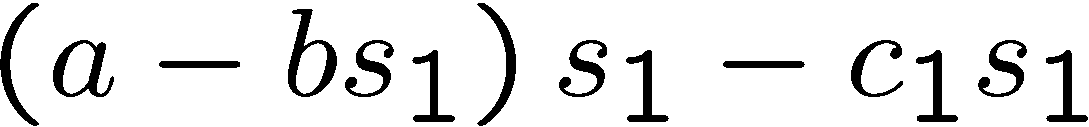 (a − bs₁) s₁ − c₁s₁